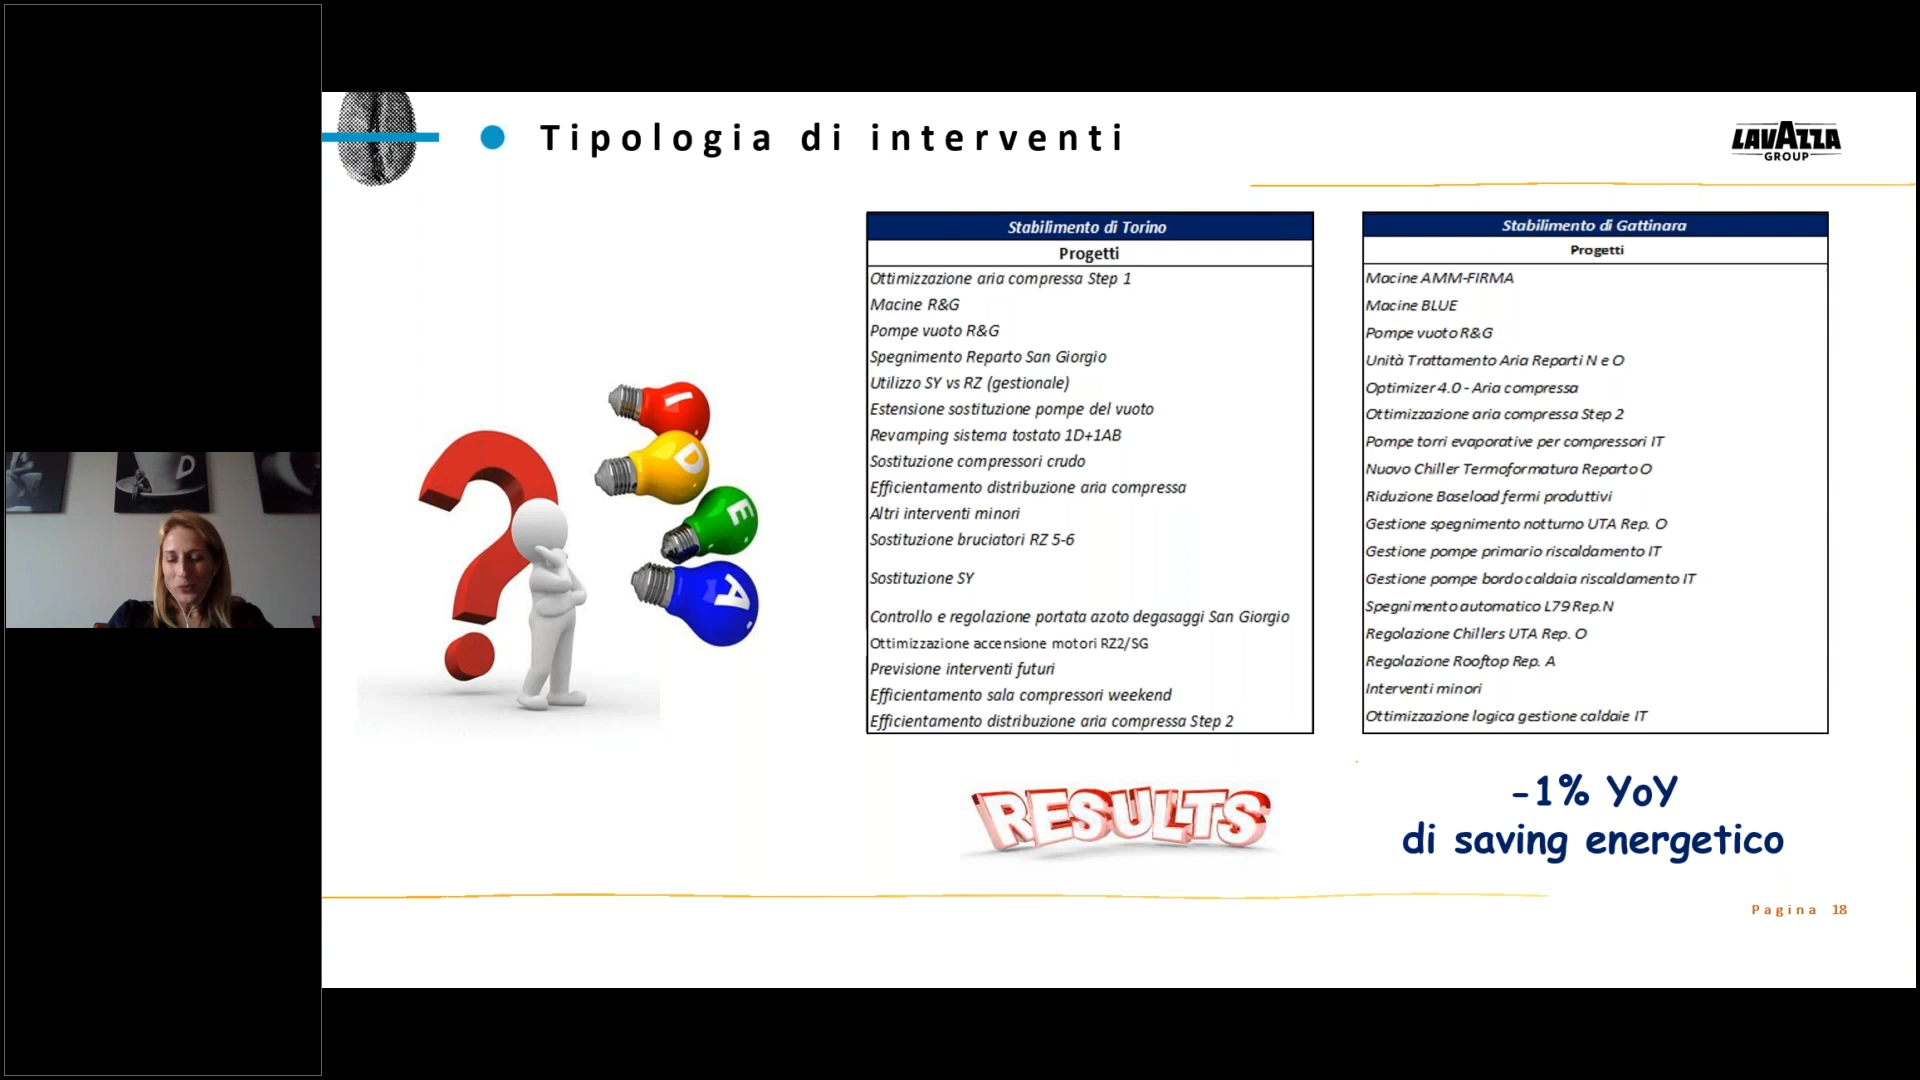 Tipologia di interventi
LAVAZZA
GROUP
Stabilimento di Torino
Progetti
Ottimizzazione aria compressa Step 1
Macine R&G
Pompe vuoto R&G
Spegnimento Reparto San Giorgio
Utilizzo SY vs RZ (gestionale)
Estensione sostituzione pompe del vuoto
Revamping sistema tostato 1D+1AB
Sostituzione compressori crudo
Efficientamento distribuzione aria compressa
Altri interventi minori
Sostituzione bruciatori RZ 5-6
Sostituzione SY
Controllo e regolazione portata azoto degasaggi San Giorgio
Ottimizzazione accensione motori RZ2/SG
Previsione interventi futuri
Efficientamento sala compressori weekend
Efficientamento distribuzione aria compressa Step 2
Stabilimento di Gattinara
Progetti
Macine AMM-FIRMA
Macine BLUE
Pompe vuoto R&G
Unità Trattamento Aria Reparti N e O
Optimizer 4.0 - Aria compressa
Ottimizzazione aria compressa Step 2
Pompe torri evaporative per compressori IT
Nuovo Chiller Termoformatura Reparto O
Riduzione Baseload fermi produttivi
Gestione spegnimento notturno UTA Rep. O
Gestione pompe primario riscaldamento IT
Gestione pompe bordo caldaia riscaldamento IT
Spegnimento automatico L79 Rep.N
Regolazione Chillers UTA Rep. O
Regolazione Rooftop Rep. A
Interventi minori
Ottimizzazione logica gestione caldaie IT
I
D
E
A
D
RESULTS
-1% YoY
di saving energetico
Pagina 18